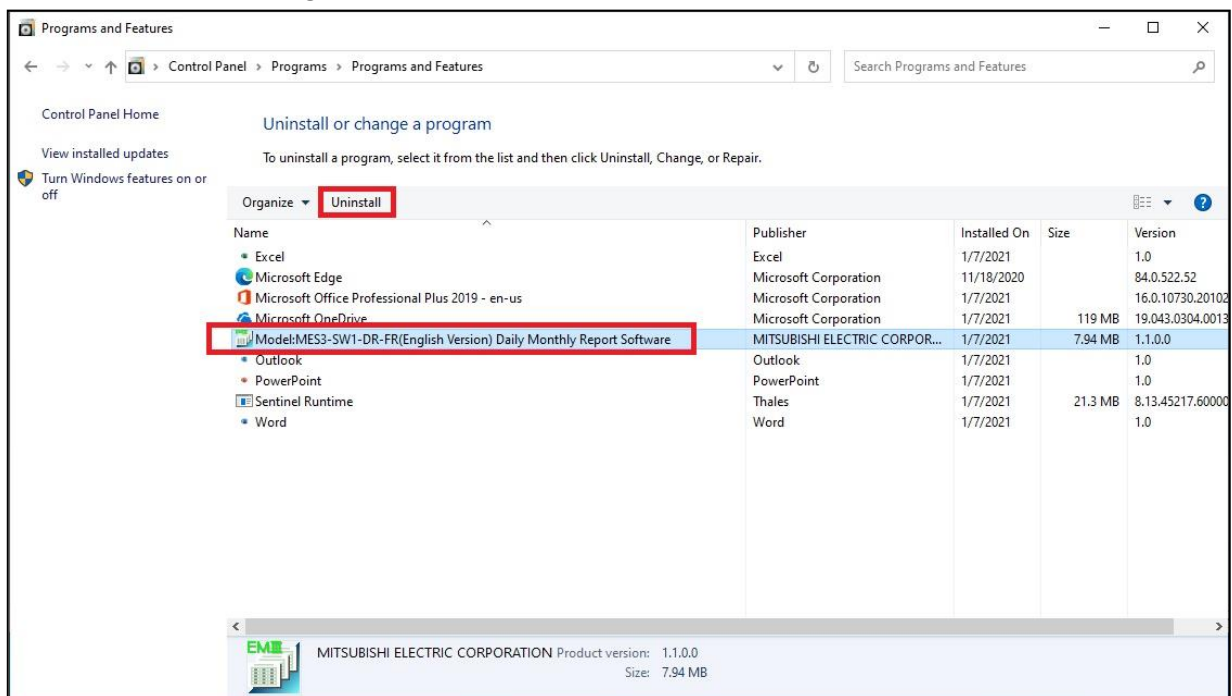 Programs and Features
Control Panel > Programs > Programs and Features
Search Programs and Features
Control Panel Home
View installed updates
Turn Windows features on or
off
Uninstall or change a program
To uninstall a program, select it from the list and then click Uninstall, Change, or Repair.
Organize Uninstall
Name Publisher Installed On Size Version
Excel Excel 1/7/2021 1.0
Microsoft Edge Microsoft Corporation 11/18/2020 84.0.522.52
Microsoft Office Professional Plus 2019 - en-us Microsoft Corporation 1/7/2021 16.0.10730.20102
Microsoft OneDrive Microsoft Corporation 1/7/2021 119 MB 19.043.0304.0013
Model:MES3-SW1-DR-FR(English Version) Daily Monthly Report Software MITSUBISHI ELECTRIC CORPOR... 1/7/2021 7.94 MB 1.1.0.0
Outlook Outlook 1/7/2021 1.0
PowerPoint PowerPoint 1/7/2021 1.0
Sentinel Runtime Thales 1/7/2021 21.3 MB 8.13.45217.60000
Word Word 1/7/2021 1.0
EMIII
MITSUBISHI ELECTRIC CORPORATION Product version: 1.1.0.0
Size: 7.94 MB